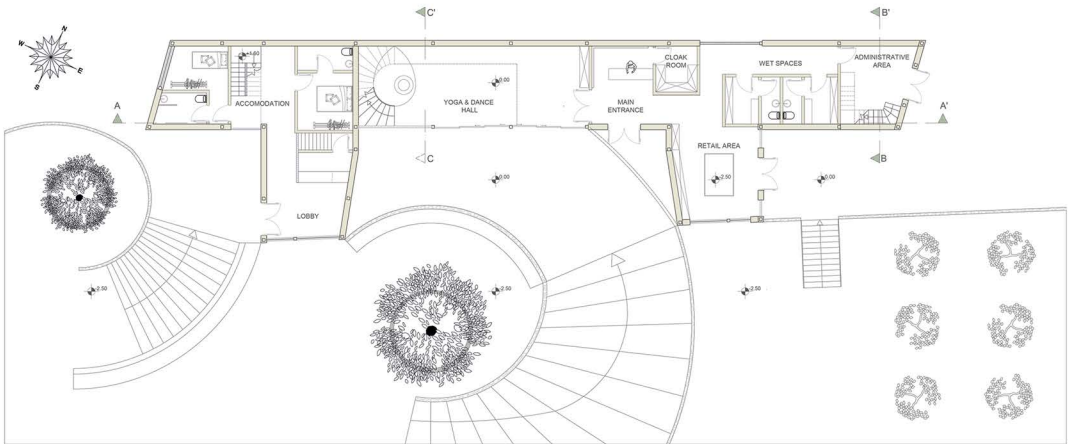 C'
B'
N
W
E
S
+1.00
CLOAK
ROOM
WET SPACES
ADMINISTRATIVE
AREA
0.00
ACCOMODATION
YOGA & DANCE
HALL
MAIN
ENTRANCE
A
A'
RETAIL AREA
C
B
0.00
-2.50
0.00
LOBBY
-2.50
-2.50
-2.50